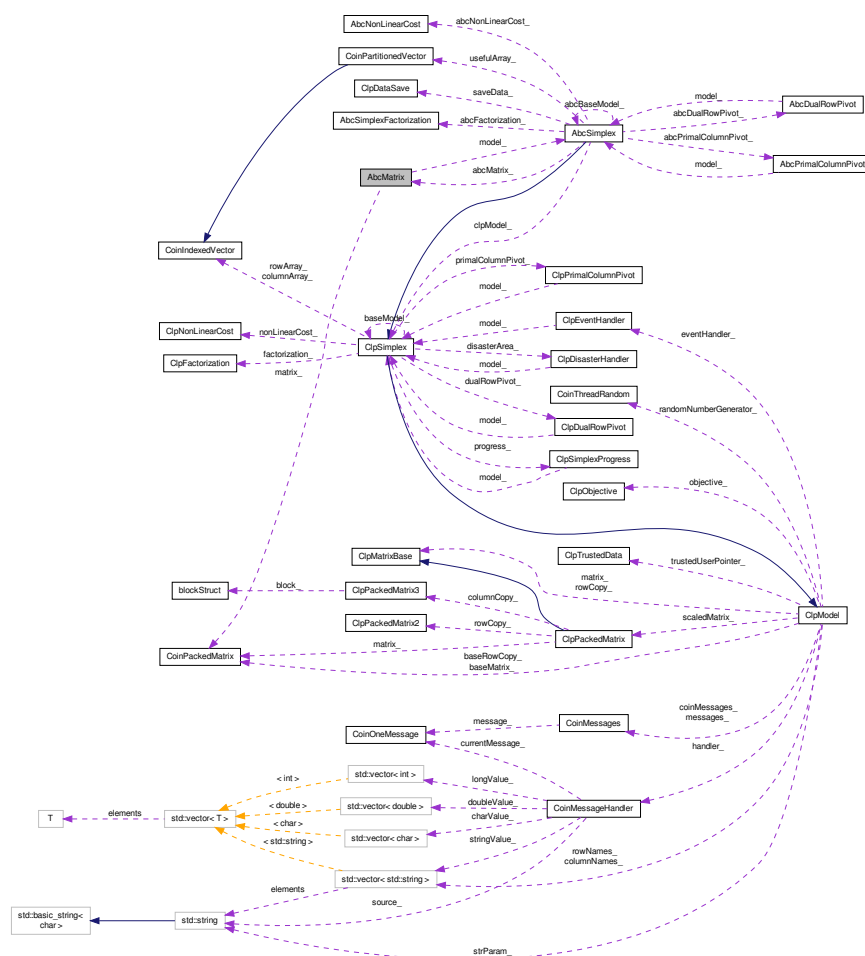 AbcNonLinearCost
abcNonLinearCost_
CoinPartitionedVector
usefulArray_
ClpDataSave
saveData_
abcBaseModel_
model_
AbcDualRowPivot
abcDualRowPivot_
AbcSimplexFactorization
abcFactorization_
AbcSimplex
abcPrimalColumnPivot_
model_
AbcPrimalColumnPivot
model_
AbcMatrix
abcMatrix_
clpModel_
CoinIndexedVector
rowArray_
columnArray_
primalColumnPivot_
ClpPrimalColumnPivot
model_
baseModel_
ClpEventHandler
model_
eventHandler_
ClpNonLinearCost
nonLinearCost_
ClpSimplex
disasterArea_
ClpDisasterHandler
model_
ClpFactorization
factorization_
matrix_
dualRowPivot_
CoinThreadRandom
randomNumberGenerator_
model_
ClpDualRowPivot
progress_
ClpSimplexProgress
model_
ClpObjective
objective_
ClpMatrixBase
ClpTrustedData
trustedUserPointer_
matrix_
rowCopy_
blockStruct
block_
ClpPackedMatrix3
columnCopy_
ClpModel
scaledMatrix_
ClpPackedMatrix2
rowCopy_
ClpPackedMatrix
matrix_
CoinPackedMatrix
baseRowCopy_
baseMatrix_
coinMessages_
messages_
CoinOneMessage
message_
CoinMessages
currentMessage_
handler_
std::vector< int >
< int >
longValue_
T
elements
std::vector< T >
< double >
std::vector< double >
doubleValue_
CoinMessageHandler
charValue_
< char >
std::vector< char >
stringValue_
< std::string >
rowNames_
columnNames_
std::vector< std::string >
elements
source_
std::basic_string<
char >
std::string
strParam_